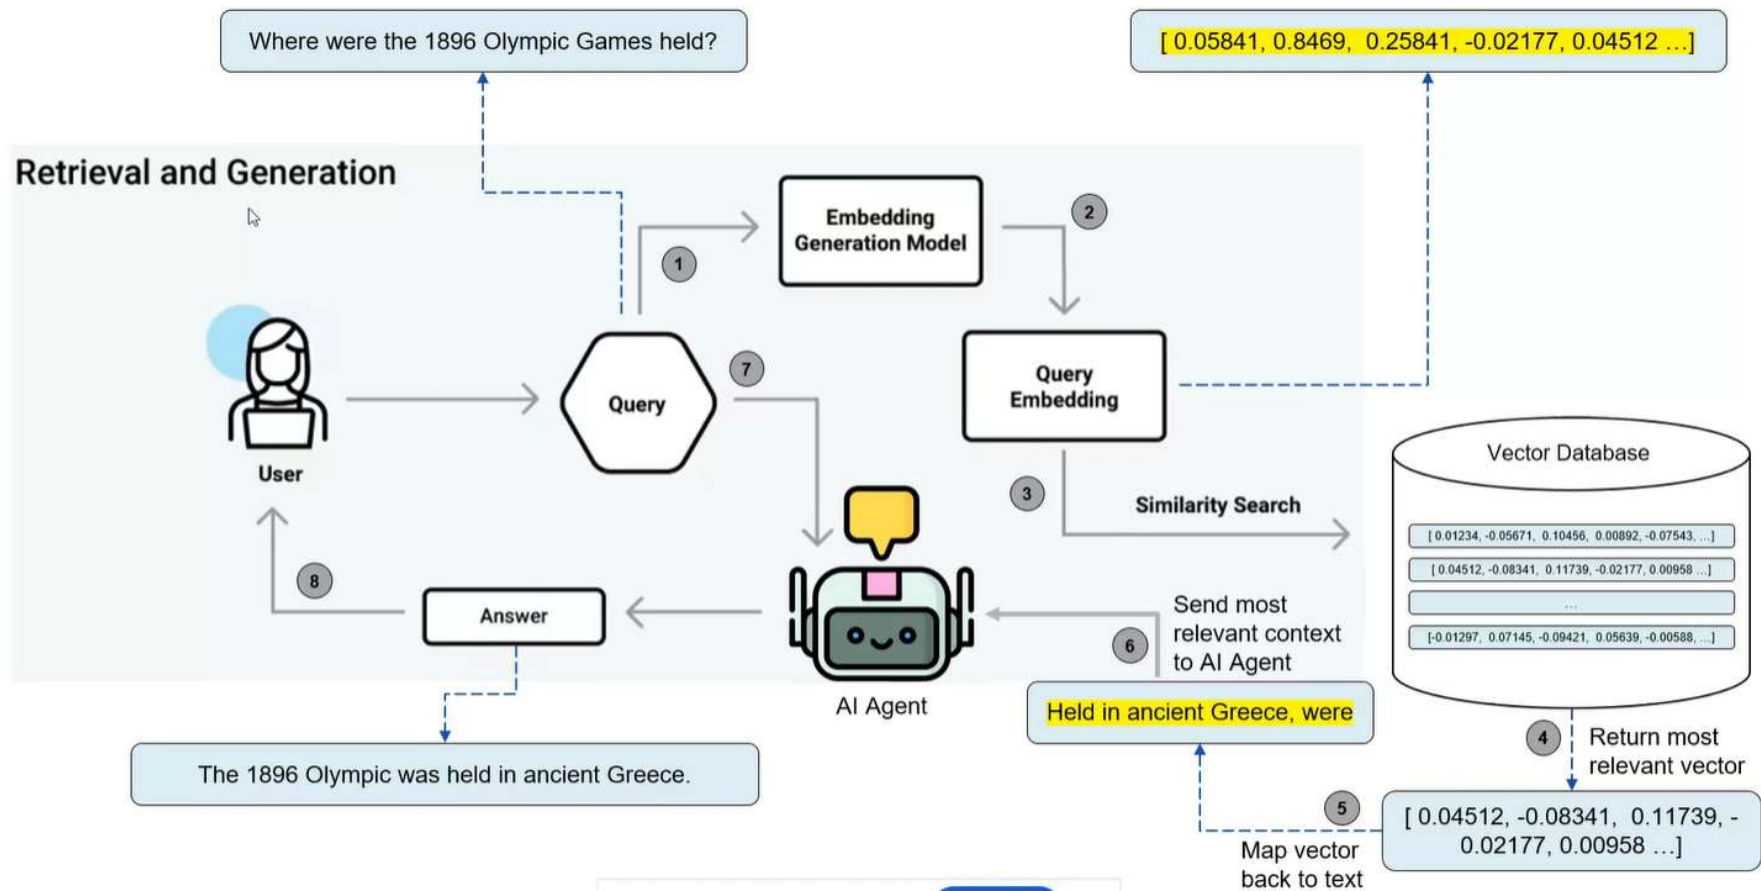 Where were the 1896 Olympic Games held?
[ 0.05841, 0.8469, 0.25841, -0.02177, 0.04512 ...]
Retrieval and Generation
Embedding
Generation Model
1
2
Query
7
Query
Embedding
User
3
Similarity Search
Vector Database
[ 0.01234, -0.05671, 0.10456, 0.00892, -0.07543, ...]
[ 0.04512, -0.08341, 0.11739, -0.02177, 0.00958 ...]
...
[-0.01297, 0.07145, -0.09421, 0.05639, -0.00588, ...]
8
Answer
AI Agent
6
Send most
relevant context
to AI Agent
Held in ancient Greece, were
4
Return most
relevant vector
The 1896 Olympic was held in ancient Greece.
5
Map vector
back to text
[ 0.04512, -0.08341, 0.11739, -
0.02177, 0.00958 ...]